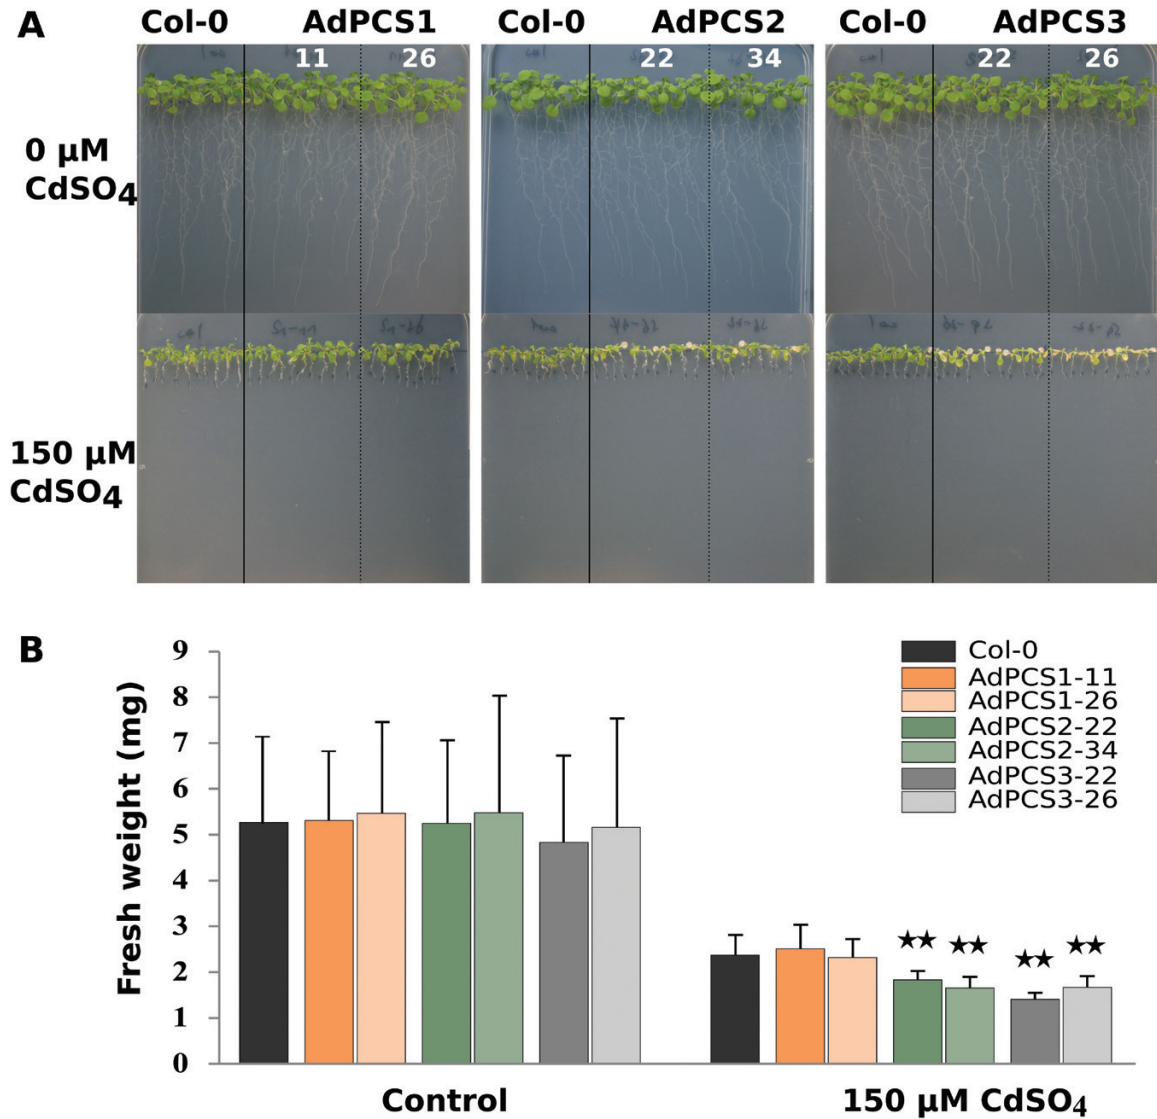 A
Col-0 AdPCS1 Col-0 AdPCS2 Col-0 AdPCS3
11 26 22 34 22 26
0 µM
CdSO4
150 µM
CdSO4
B
Fresh weight (mg)
9
8
7
6
5
4
3
2
1
0
Col-0
AdPCS1-11
AdPCS1-26
AdPCS2-22
AdPCS2-34
AdPCS3-22
AdPCS3-26
★★ ★★ ★★ ★★
Control 150 µM CdSO4